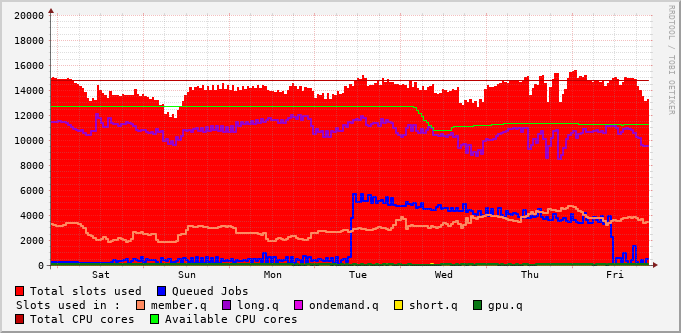 20000
18000
16000
14000
12000
10000
8000
6000
4000
2000
0
Sat Sun Mon Tue Wed Thu Fri
RRDTOOL / TOBI OETIKER
Total slots used Queued Jobs
Slots used in : member.q long.q ondemand.q short.q gpu.q
Total CPU cores Available CPU cores